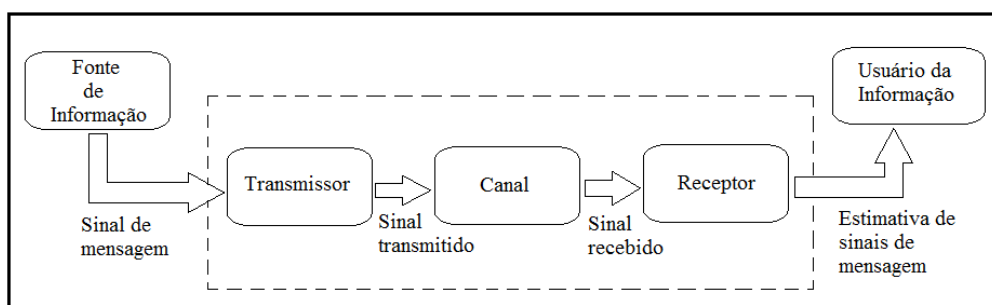 Fonte
de
Informação
Usuário da
Informação
Transmissor
Canal
Receptor
Sinal de
mensagem
Sinal
transmitido
Sinal
recebido
Estimativa de
sinais de
mensagem